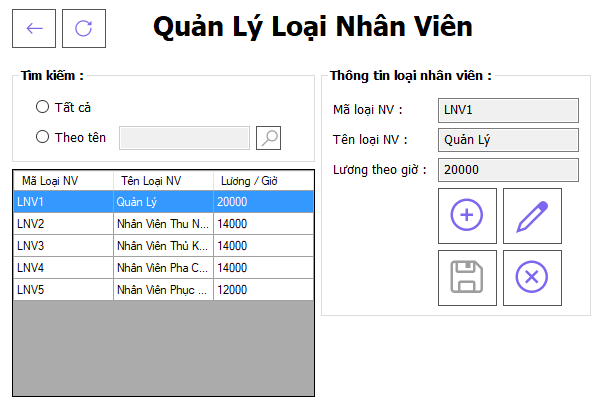 Quản Lý Loại Nhân Viên
Tìm kiếm :
Tất cả
Theo tên
Mã Loại NV Tên Loại NV Lương / Giờ
LNV1 Quản Lý 20000
LNV2 Nhân Viên Thu N... 14000
LNV3 Nhân Viên Thủ K... 14000
LNV4 Nhân Viên Pha C... 14000
LNV5 Nhân Viên Phục ... 12000
Thông tin loại nhân viên :
Mã loại NV : LNV1
Tên loại NV : Quản Lý
Lương theo giờ : 20000